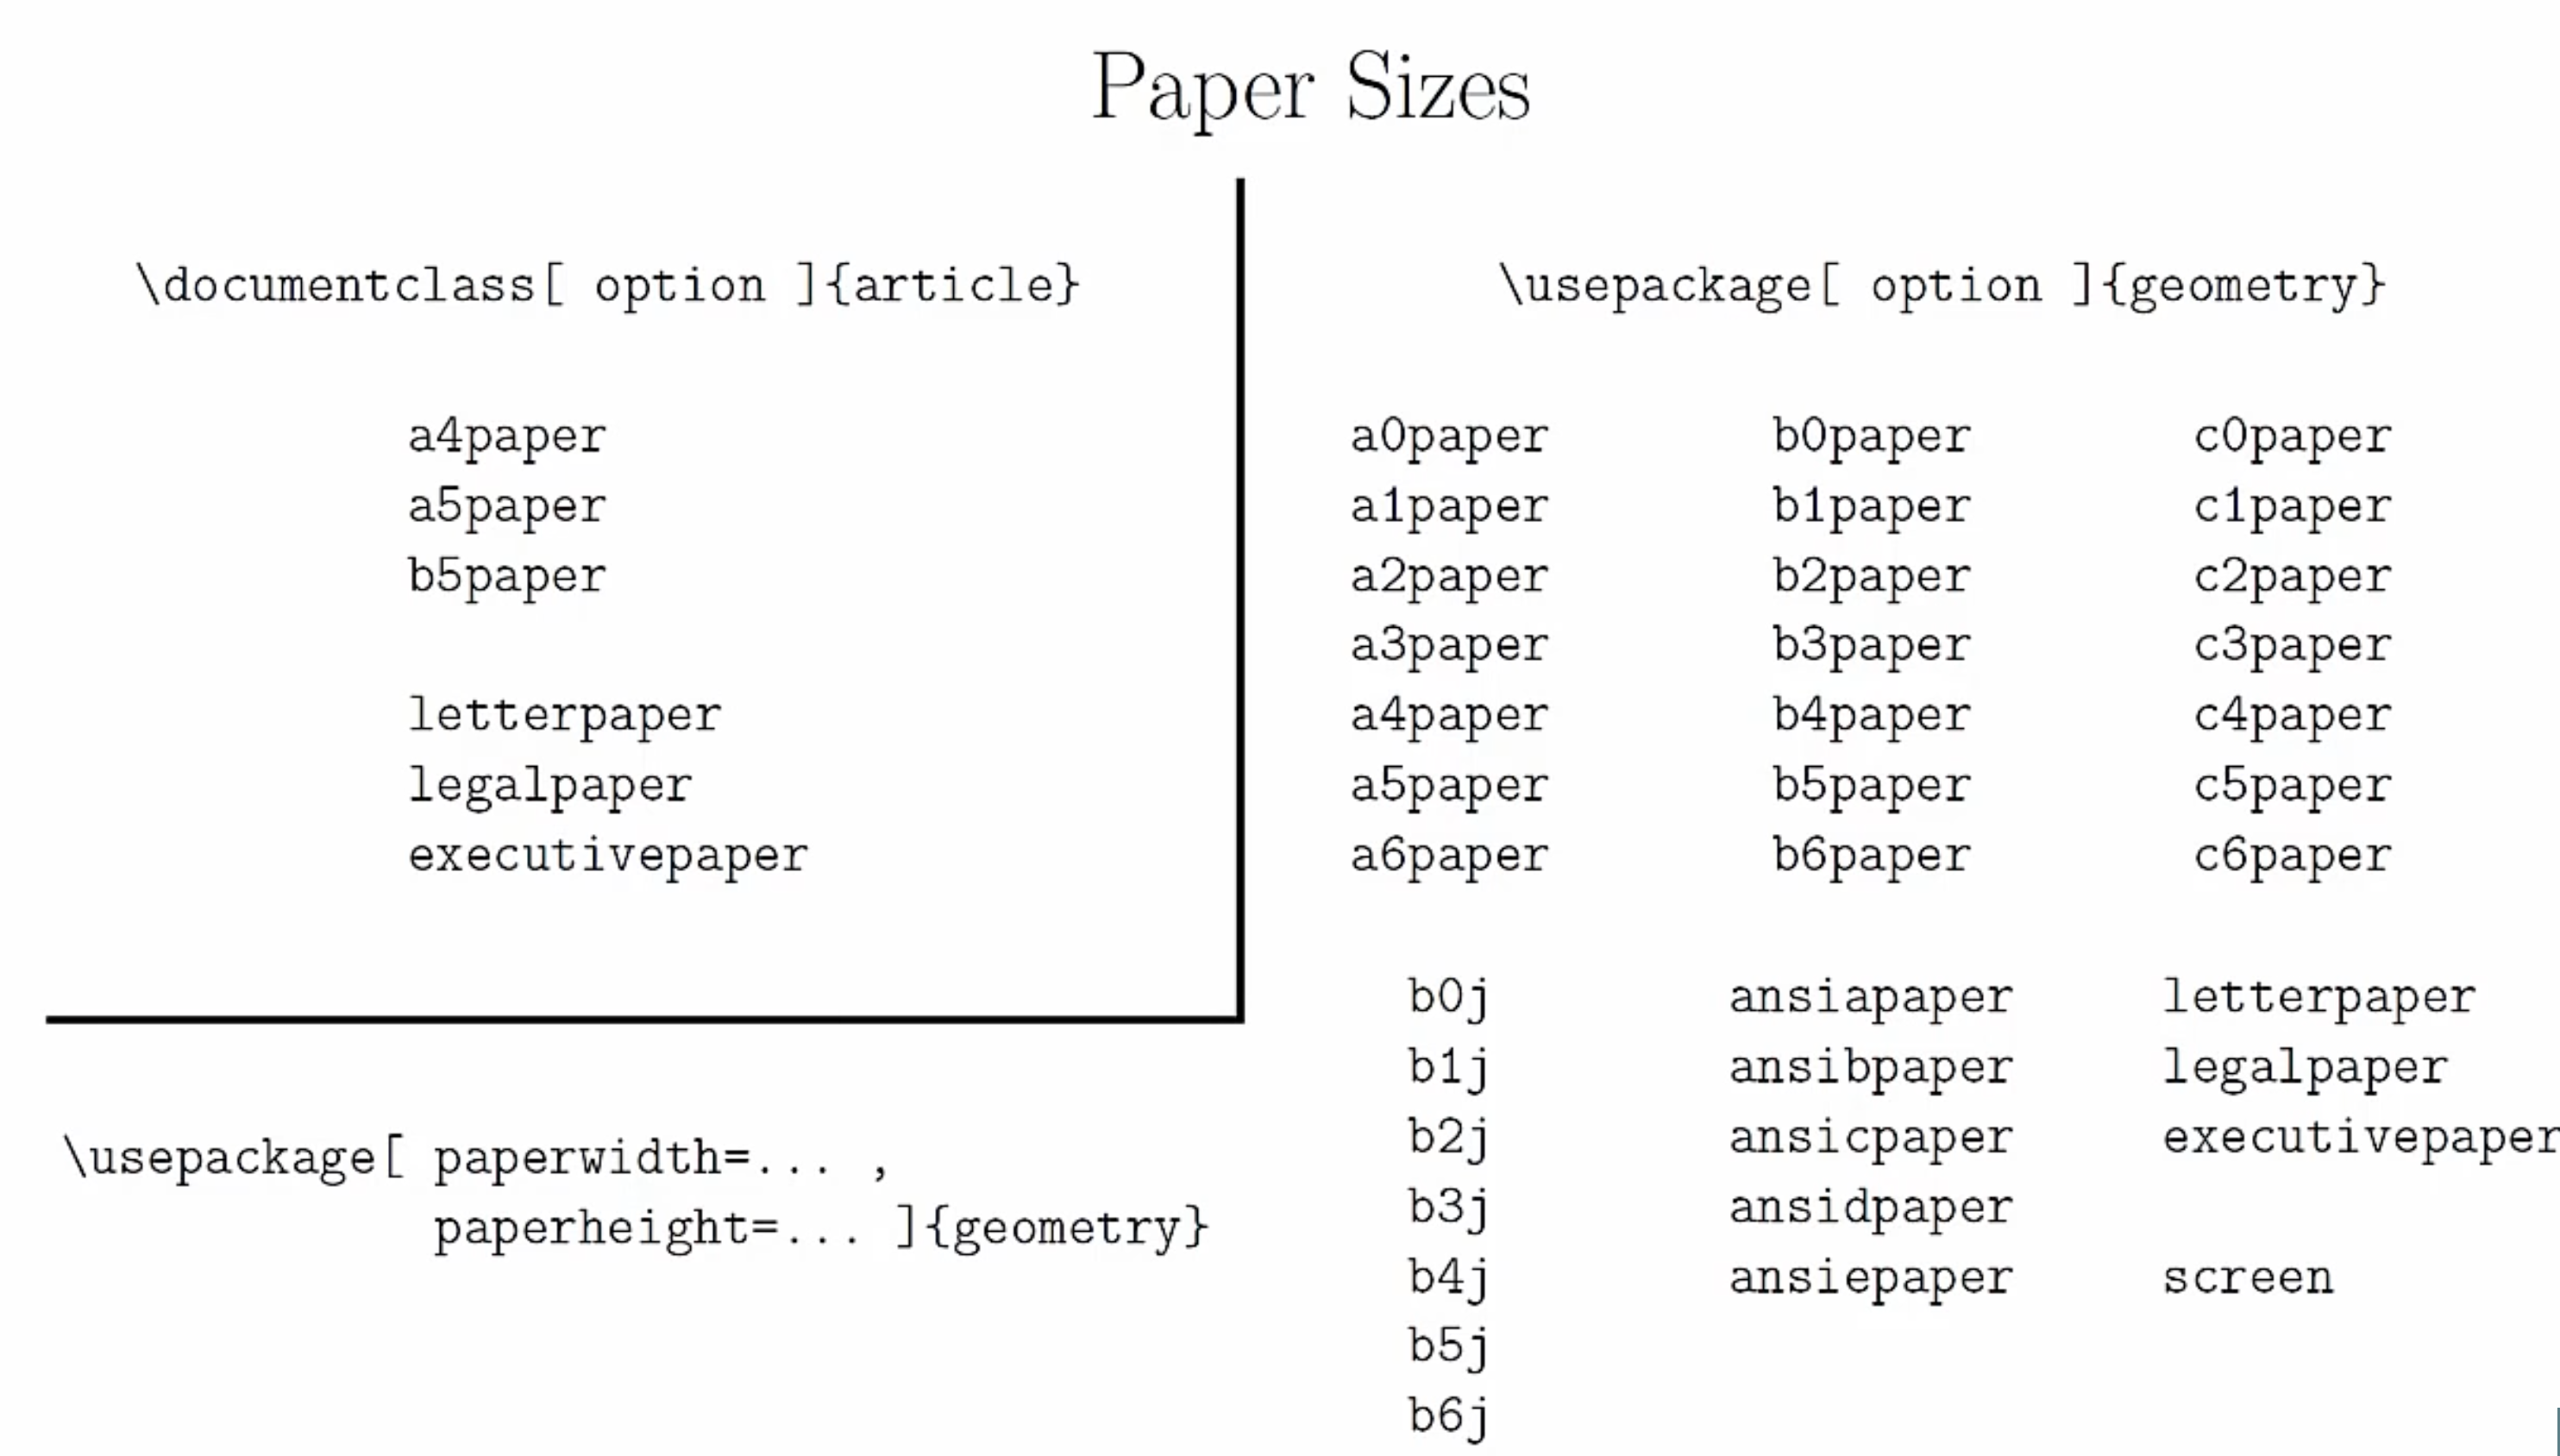 Paper Sizes
\documentclass[ option ]{article}
a4paper
a5paper
b5paper
letterpaper
legalpaper
executivepaper
\usepackage[ paperwidth=... ,
paperheight=... ]{geometry}
\usepackage[ option ]{geometry}
a0paper b0paper c0paper
a1paper b1paper c1paper
a2paper b2paper c2paper
a3paper b3paper c3paper
a4paper b4paper c4paper
a5paper b5paper c5paper
a6paper b6paper c6paper
b0j ansiapaper letterpaper
b1j ansibpaper legalpaper
b2j ansicpaper executivepaper
b3j ansidpaper
b4j ansiepaper screen
b5j
b6j